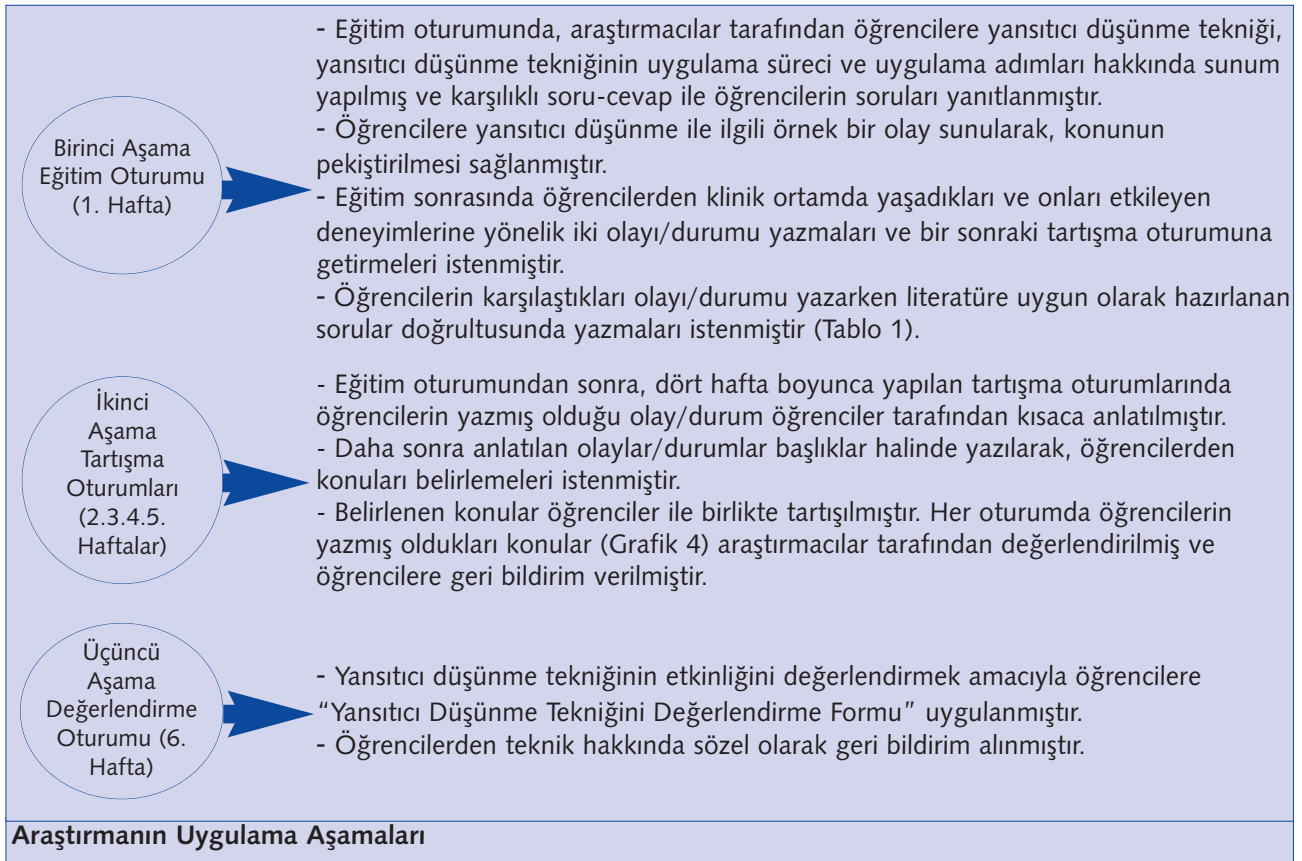 Birinci Aşama
Eğitim Oturumu
(1. Hafta)
- Eğitim oturumunda, araştırmacılar tarafından öğrencilere yansıtıcı düşünme tekniği,
yansıtıcı düşünme tekniğinin uygulama süreci ve uygulama adımları hakkında sunum
yapılmış ve karşılıklı soru-cevap ile öğrencilerin soruları yanıtlanmıştır.
- Öğrencilere yansıtıcı düşünme ile ilgili örnek bir olay sunularak, konunun
pekiştirilmesi sağlanmıştır.
- Eğitim sonrasında öğrencilerden klinik ortamda yaşadıkları ve onları etkileyen
deneyimlerine yönelik iki olayı/durumu yazmaları ve bir sonraki tartışma oturumuna
getirmeleri istenmiştir.
- Öğrencilerin karşılaştıkları olayı/durumu yazarken literatüre uygun olarak hazırlanan
sorular doğrultusunda yazmaları istenmiştir (Tablo 1).
İkinci
Aşama
Tartışma
Oturumları
(2.3.4.5.
Haftalar)
- Eğitim oturumundan sonra, dört hafta boyunca yapılan tartışma oturumlarında
öğrencilerin yazmış olduğu olay/durum öğrenciler tarafından kısaca anlatılmıştır.
- Daha sonra anlatılan olaylar/durumlar başlıklar halinde yazılarak, öğrencilerden
konuları belirlemeleri istenmiştir.
- Belirlenen konular öğrenciler ile birlikte tartışılmıştır. Her oturumda öğrencilerin
yazmış oldukları konular (Grafik 4) araştırmacılar tarafından değerlendirilmiş ve
öğrencilere geri bildirim verilmiştir.
Üçüncü
Aşama
Değerlendirme
Oturumu (6.
Hafta)
- Yansıtıcı düşünme tekniğinin etkinliğini değerlendirmek amacıyla öğrencilere
“Yansıtıcı Düşünme Tekniğini Değerlendirme Formu” uygulanmıştır.
- Öğrencilerden teknik hakkında sözel olarak geri bildirim alınmıştır.
Araştırmanın Uygulama Aşamaları